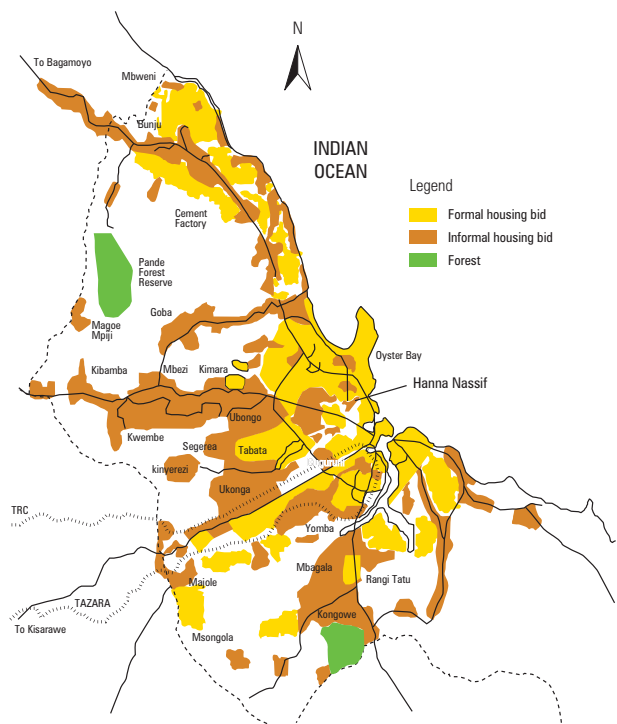 N
To Bagamoyo
Mbweni
Bunju
INDIAN
OCEAN
Legend
Formal housing bid
Informal housing bid
Forest
Cement
Factory
Pande
Forest
Reserve
Magoe
Mpiji
Goba
Oyster Bay
Kibamba
Mbezi
Kimara
Hanna Nassif
Ubongo
Kwembe
Segerea
Tabata
kinyerezi
Ukonga
TRC
Yomba
Mbagala
Rangi Tatu
Majole
TAZARA
Kongowe
To Kisarawe
Msongola